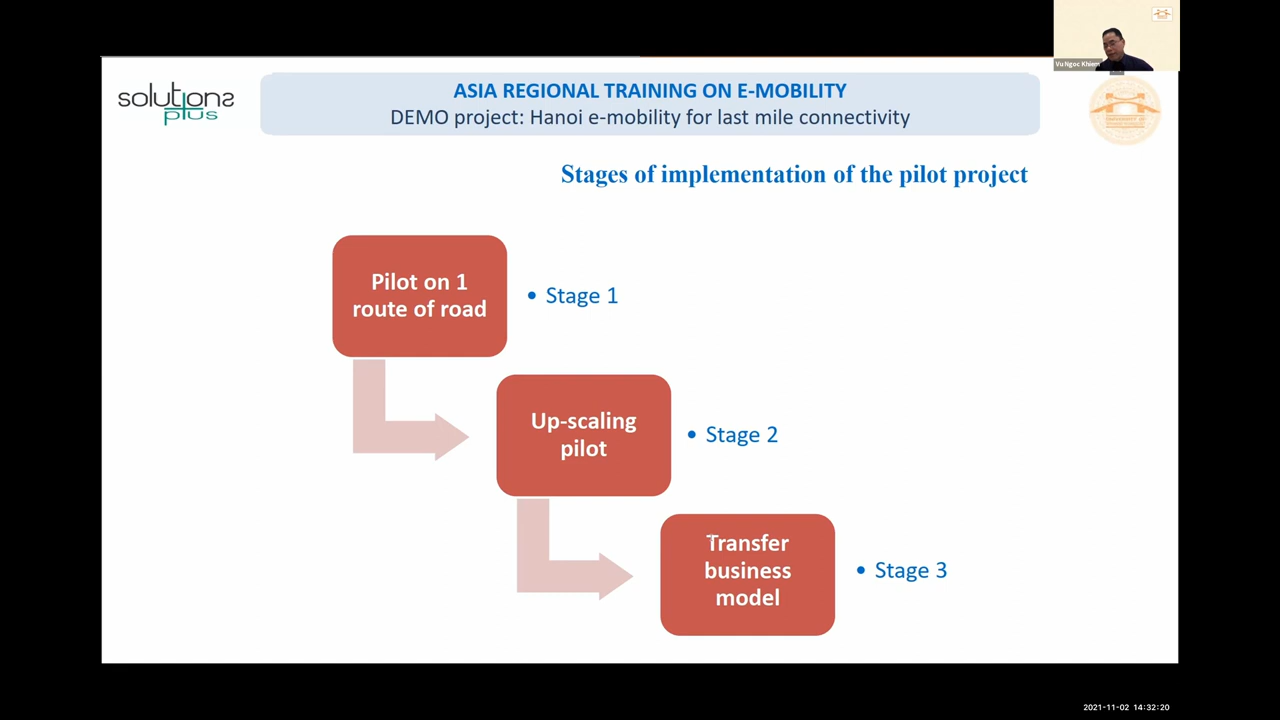 Vu Ngoc Khiem
solutions
plus
ASIA REGIONAL TRAINING ON E-MOBILITY
DEMO project: Hanoi e-mobility for last mile connectivity
Stages of implementation of the pilot project
Pilot on 1
route of road
• Stage 1
Up-scaling
pilot
• Stage 2
Transfer
business
model
• Stage 3
2021-11-02 14:32:20